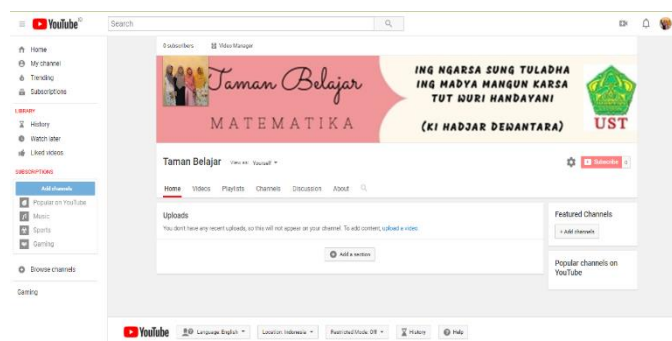 YouTube ID
Search
Home
My channel
Trending
Subscriptions
LIBRARY
History
Watch later
Liked videos
SUBSCRIPTIONS
Add channels
Popular on YouTube
Music
Sports
Gaming
Browse channels
Gaming
0 subscribers
Video Manager
Taman Belajar
MATEMATIKA
ING NGARSA SUNG TULADHA
ING MADYA MANGUN KARSA
TUT WURI HANDAYANI
(KI HADJAR DEWANTARA)
UST
Taman Belajar View as: Yourself
Subscribe 0
Home Videos Playlists Channels Discussion About
Uploads
You don't have any recent uploads, so this will not appear on your channel. To add content, upload a video.
Add a section
Featured Channels
+ Add channels
Popular channels on
YouTube
YouTube Language: English Location: Indonesia Restricted Mode: Off History Help